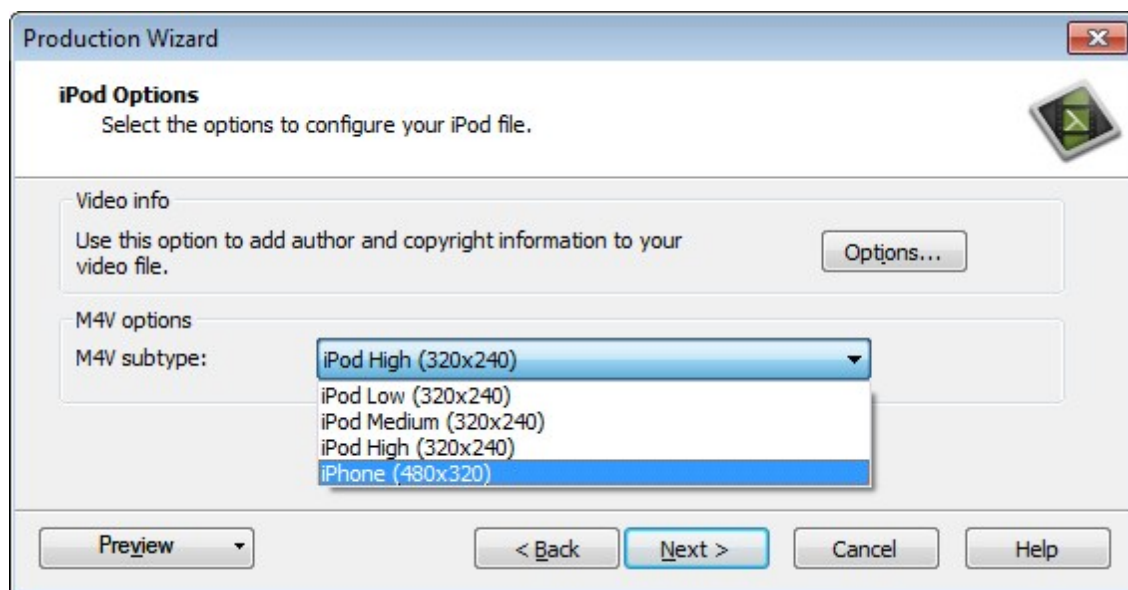 Production Wizard
iPod Options
Select the options to configure your iPod file.
Video info
Use this option to add author and copyright information to your
video file.
Options...
M4V options
M4V subtype:
iPod High (320x240)
iPod Low (320x240)
iPod Medium (320x240)
iPod High (320x240)
iPhone (480x320)
Preview
< Back
Next >
Cancel
Help